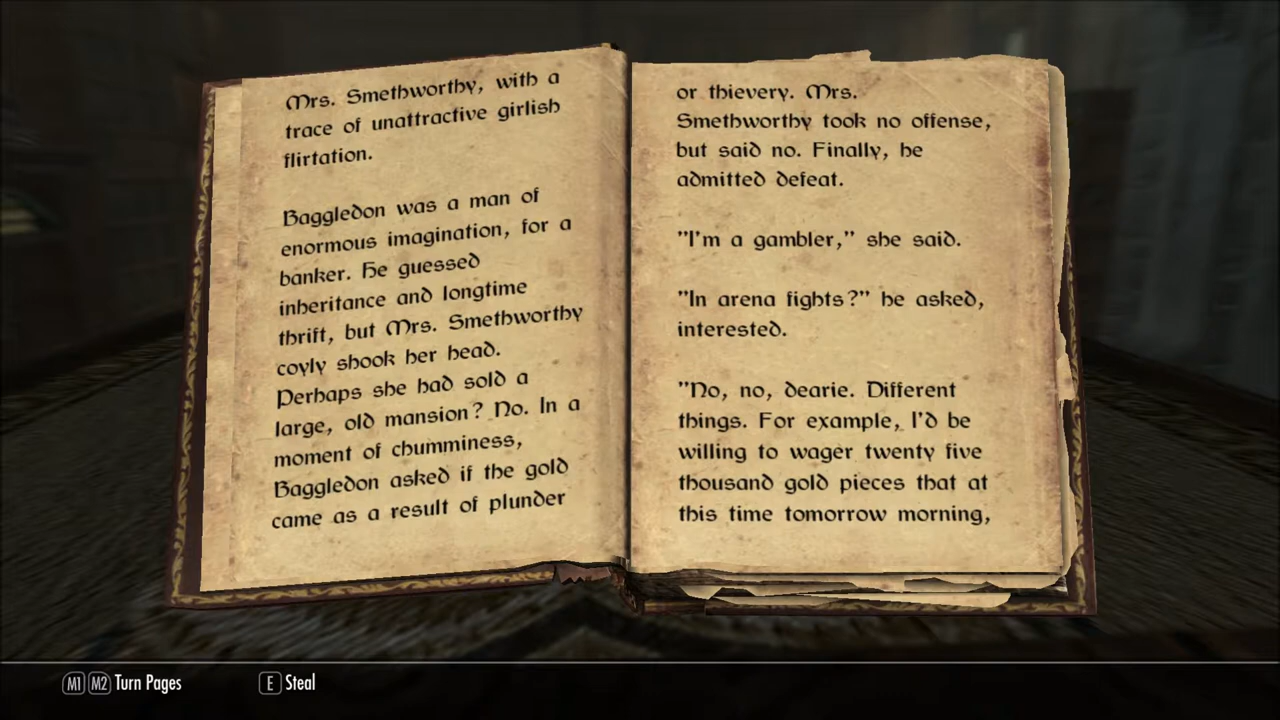 Mrs. Smethworthy, with a
trace of unattractive girlish
flirtation.
Baggledon was a man of
enormous imagination, for a
banker. He guessed
inheritance and longtime
thrift, but Mrs. Smethworthy
coyly shook her head.
Perhaps she had sold a
large, old mansion? No. In a
moment of chumminess,
Baggledon asked if the gold
came as a result of plunder
or thievery. Mrs.
Smethworthy took no offense,
but said no. Finally, he
admitted defeat.
"I'm a gambler," she said.
"In arena fights?" he asked,
interested.
"No, no, dearie. Different
things. For example, I'd be
willing to wager twenty five
thousand gold pieces that at
this time tomorrow morning,
M1 M2 Turn Pages
E Steal